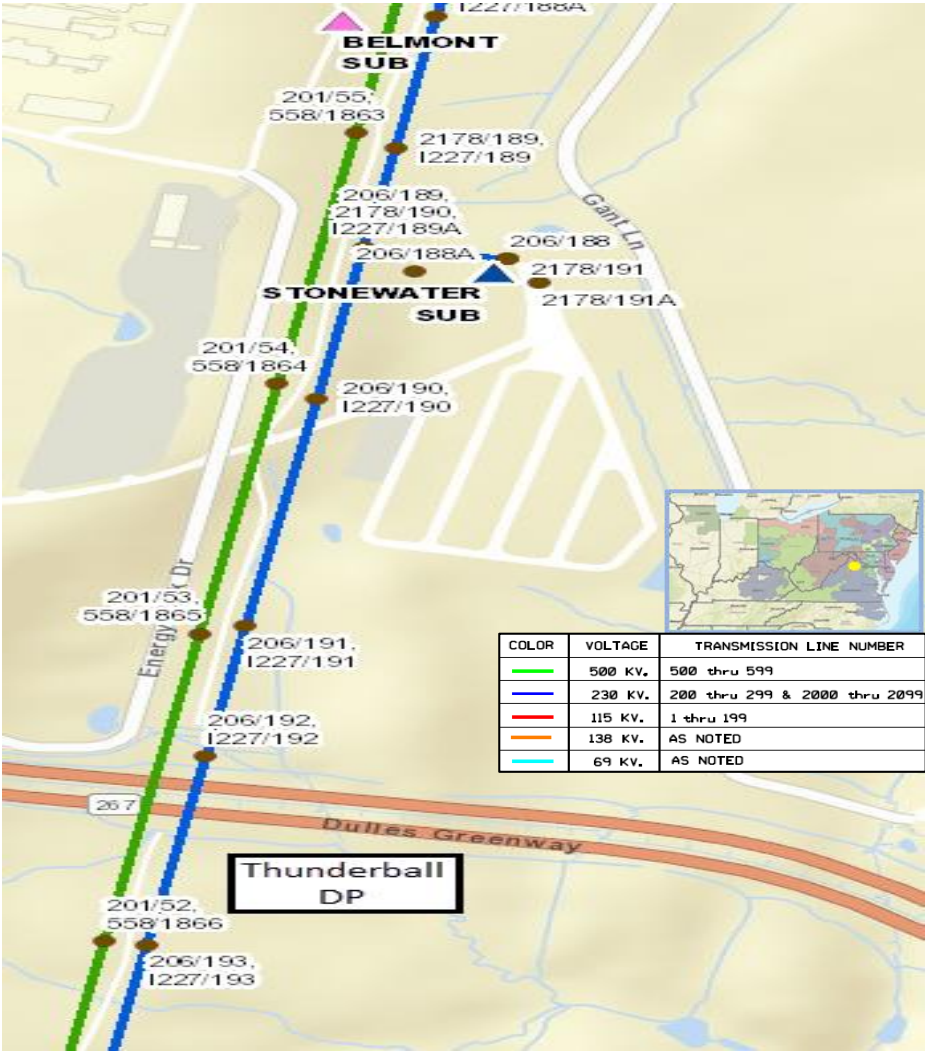 I227/188A
BELMONT
SUB
201/55,
558/1863
2178/189,
I227/189
206/189,
2178/190,
I227/189A
Gant Ln
206/188A
206/188
2178/191
STONEWATER
SUB
2178/191A
201/54,
558/1864
206/190,
I227/190
201/53,
558/1865
Energy
k Dr
206/191,
I227/191
COLOR VOLTAGE TRANSMISSION LINE NUMBER
500 KV. 500 thru 599
230 KV. 200 thru 299 & 2000 thru 2099
115 KV. 1 thru 199
138 KV. AS NOTED
69 KV. AS NOTED
206/192,
I227/192
267
Dulles Greenway
Thunderball
DP
201/52,
558/1866
206/193,
I227/193